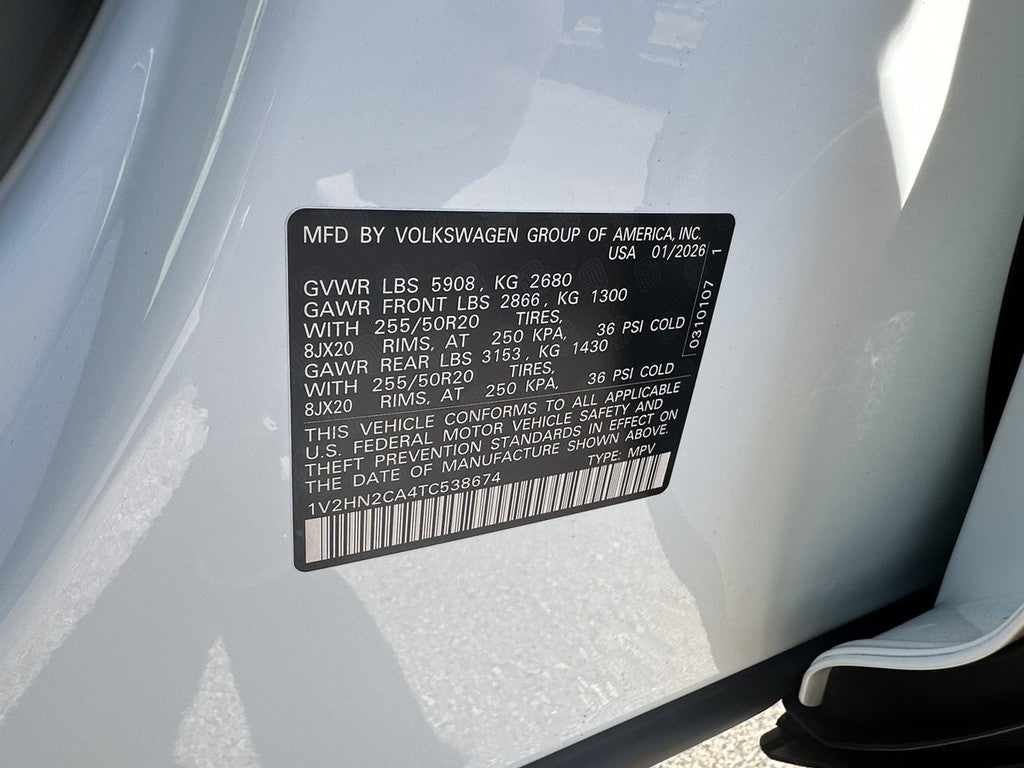 MFD BY VOLKSWAGEN GROUP OF AMERICA, INC.
USA 01/2026
GVWR LBS 5908, KG 2680
GAWR FRONT LBS 2866, KG 1300
WITH 255/50R20 TIRES,
8JX20 RIMS, AT 250 KPA, 36 PSI COLD
GAWR REAR LBS 3153, KG 1430
WITH 255/50R20 TIRES,
8JX20 RIMS, AT 250 KPA, 36 PSI COLD
THIS VEHICLE CONFORMS TO ALL APPLICABLE
U.S. FEDERAL MOTOR VEHICLE SAFETY AND
THEFT PREVENTION STANDARDS IN EFFECT ON
THE DATE OF MANUFACTURE SHOWN ABOVE.
1V2HN2CA4TC538674 TYPE: MPV
0310107 1